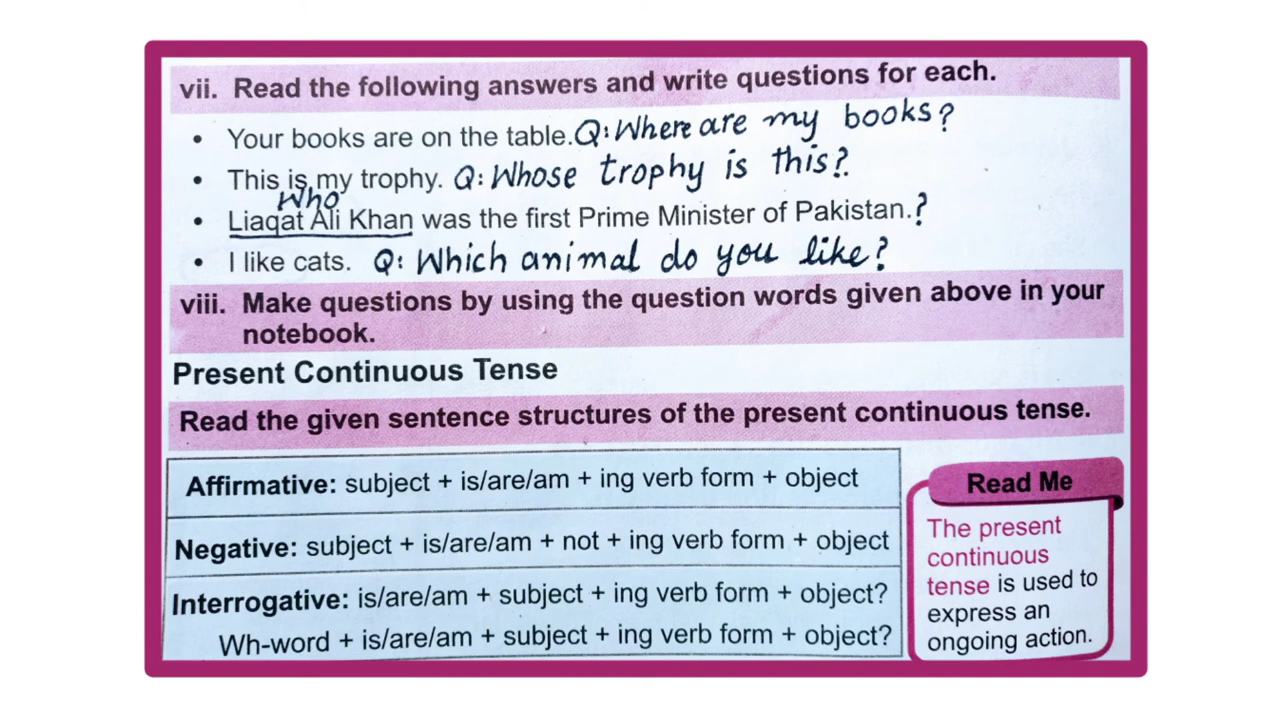 vii. Read the following answers and write questions for each.
• Your books are on the table. Q: Where are my books?
• This is my trophy. Q: Whose trophy is this?
Who
• Liaqat Ali Khan was the first Prime Minister of Pakistan. ?
• I like cats. Q: Which animal do you like?
viii. Make questions by using the question words given above in your
notebook.
Present Continuous Tense
Read the given sentence structures of the present continuous tense.
Affirmative: subject + is/are/am + ing verb form + object
Negative: subject + is/are/am + not + ing verb form + object
Interrogative: is/are/am + subject + ing verb form + object?
Wh-word + is/are/am + subject + ing verb form + object?
Read Me
The present
continuous
tense is used to
express an
ongoing action.